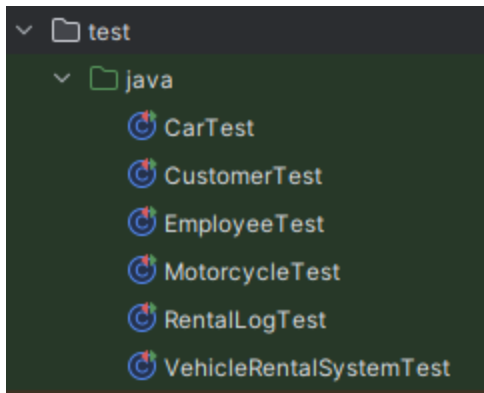 test
java
CarTest
CustomerTest
EmployeeTest
MotorcycleTest
RentalLogTest
VehicleRentalSystemTest